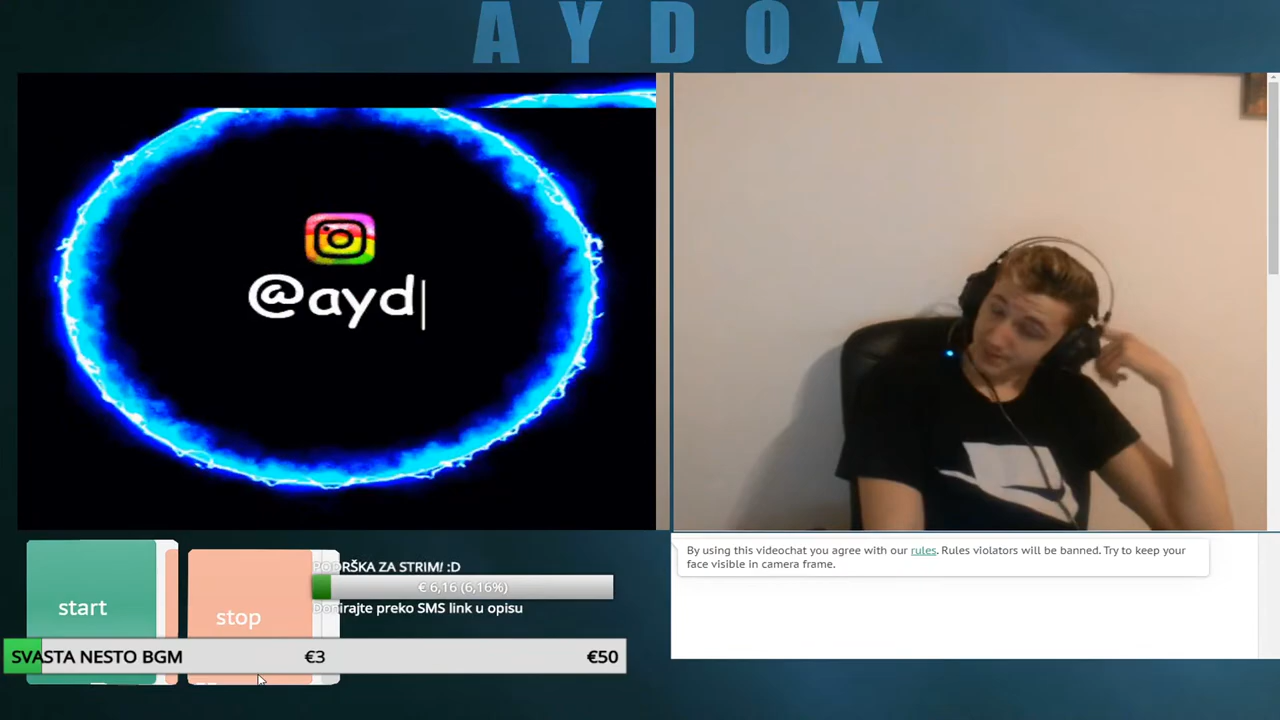 AYDOX
@ayd
start
stop
PODRŠKA ZA STRIM! :D
€ 6,16 (6,16%)
Donirajte preko SMS link u opisu
SVASTA NESTO BGM €3 €50
By using this videochat you agree with our rules. Rules violators will be banned. Try to keep your
face visible in camera frame.